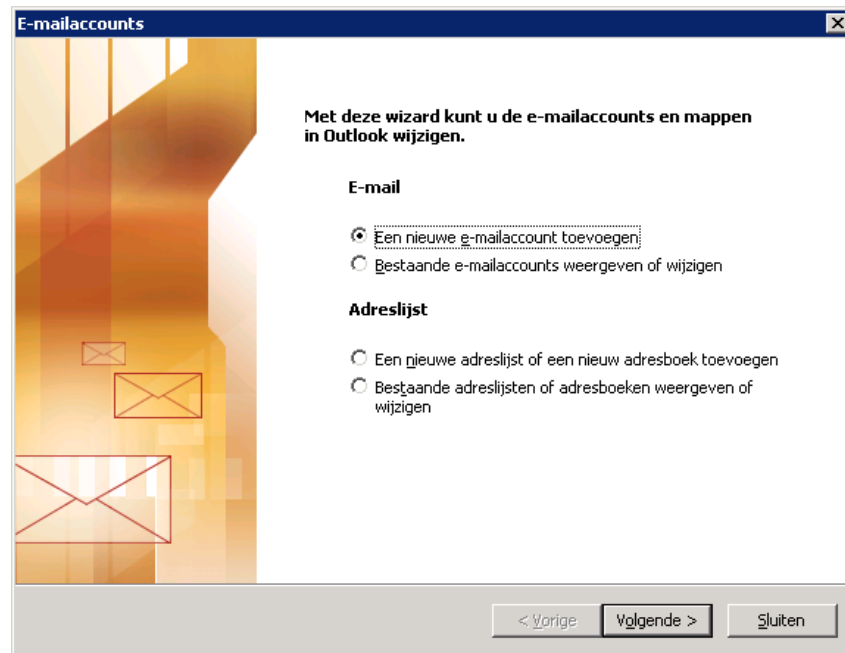 E-mailaccounts
Met deze wizard kunt u de e-mailaccounts en mappen
in Outlook wijzigen.
E-mail
Een nieuwe e-mailaccount toevoegen
Bestaande e-mailaccounts weergeven of wijzigen
Adreslijst
Een nieuwe adreslijst of een nieuw adresboek toevoegen
Bestaande adreslijsten of adresboeken weergeven of
wijzigen
< Vorige
Volgende >
Sluiten